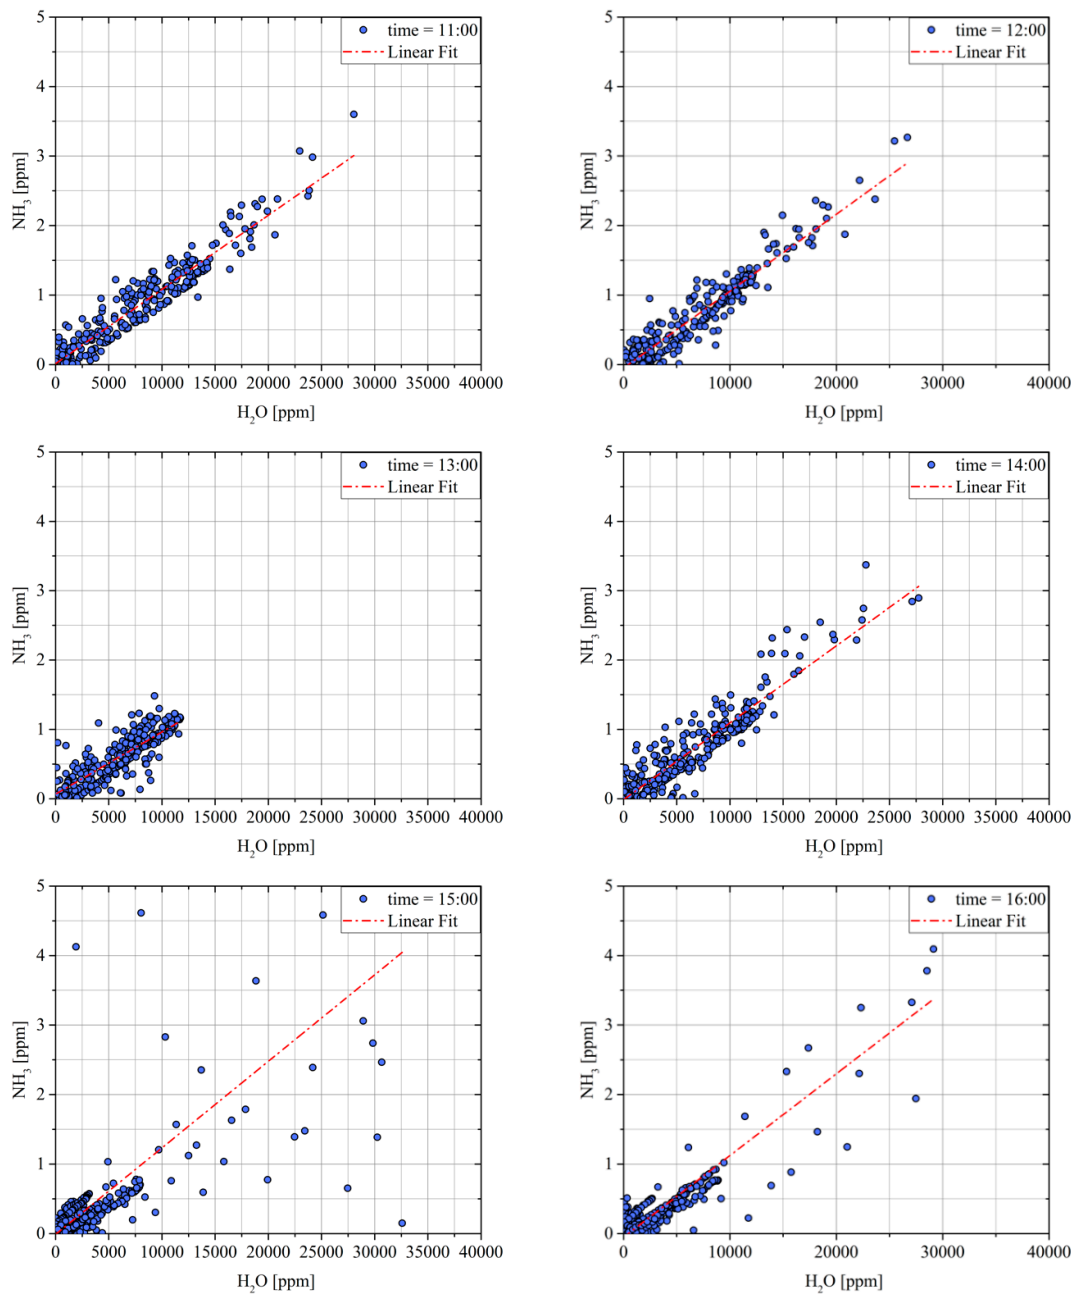 time = 11:00
Linear Fit
5
4
3
2
1
0
NH3 [ppm]
0 5000 10000 15000 20000 25000 30000 35000 40000
H2O [ppm]
time = 12:00
Linear Fit
5
4
3
2
1
0
NH3 [ppm]
0 10000 20000 30000 40000
H2O [ppm]
time = 13:00
Linear Fit
5
4
3
2
1
0
NH3 [ppm]
0 5000 10000 15000 20000 25000 30000 35000 40000
H2O [ppm]
time = 14:00
Linear Fit
5
4
3
2
1
0
NH3 [ppm]
0 5000 10000 15000 20000 25000 30000 35000 40000
H2O [ppm]
time = 15:00
Linear Fit
5
4
3
2
1
0
NH3 [ppm]
0 5000 10000 15000 20000 25000 30000 35000 40000
H2O [ppm]
time = 16:00
Linear Fit
5
4
3
2
1
0
NH3 [ppm]
0 10000 20000 30000 40000
H2O [ppm]